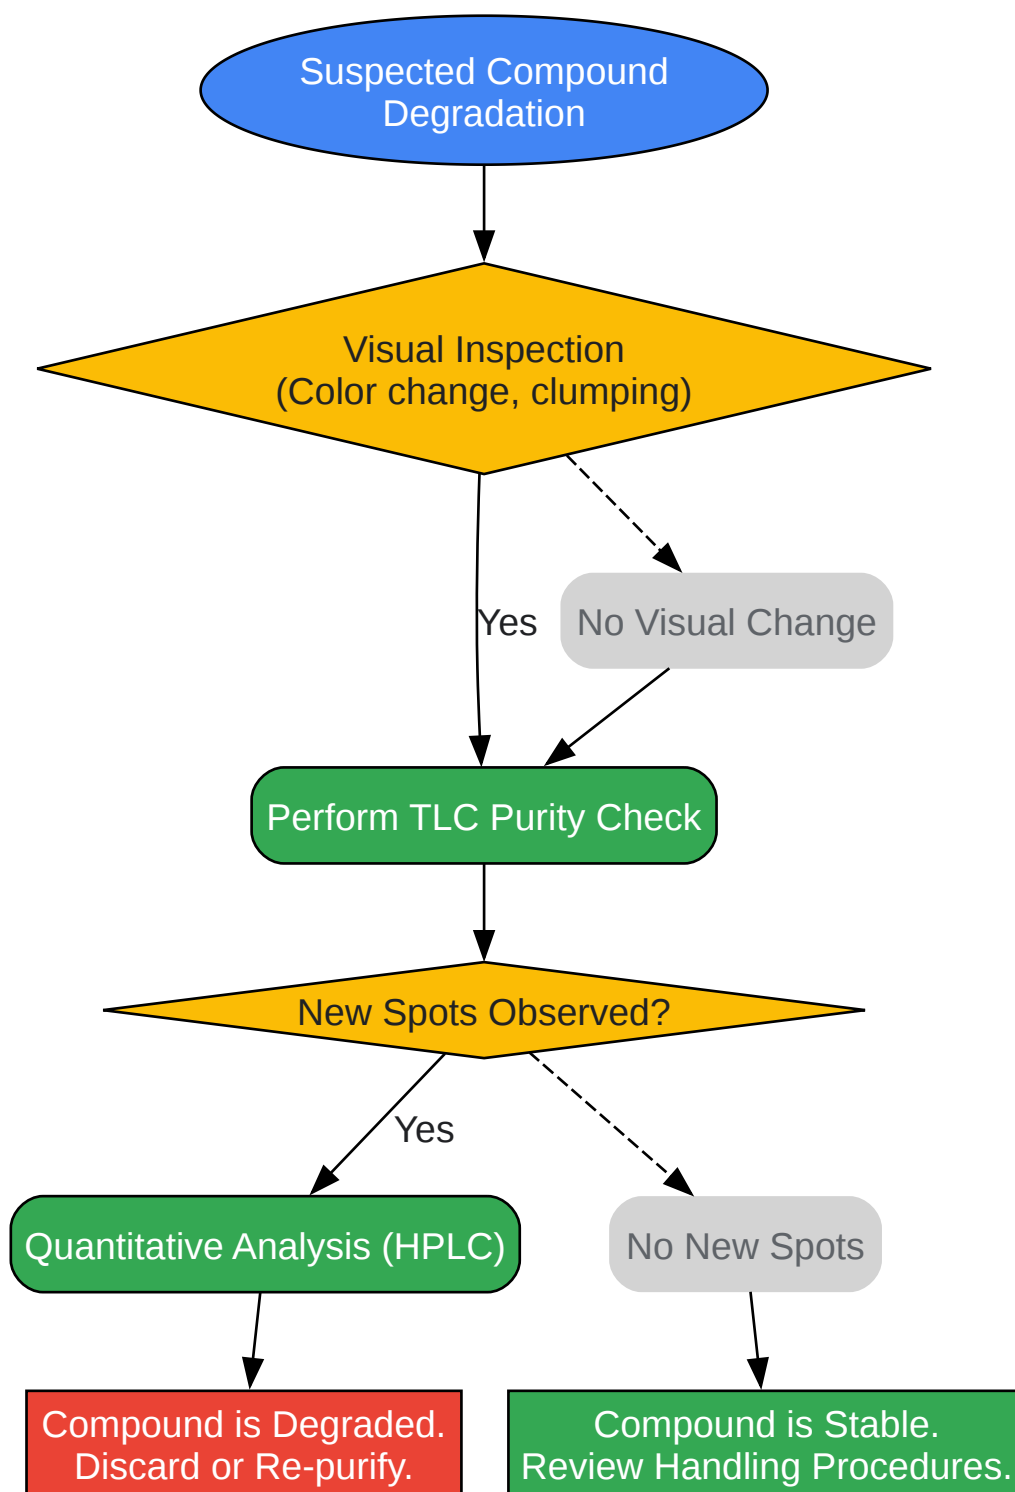 Suspected Compound
Degradation
Visual Inspection
(Color change, clumping)
Yes
No Visual Change
Perform TLC Purity Check
New Spots Observed?
Yes
Quantitative Analysis (HPLC)
No New Spots
Compound is Degraded.
Discard or Re-purify.
Compound is Stable.
Review Handling Procedures.